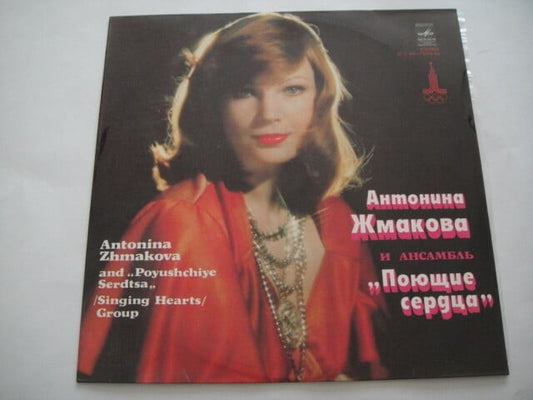 Антонина
Жмакова
и ансамбль
„Поющие
сердца”
Antonina
Zhmakova
and „Poyushchiye
Serdtsa„
/Singing Hearts/
Group